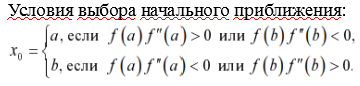 Условия выбора начального приближения:
x₀ = { a, если f(a)f″(a)>0 или f(b)f″(b)<0,
b, если f(a)f″(a)<0 или f(b)f″(b)>0.